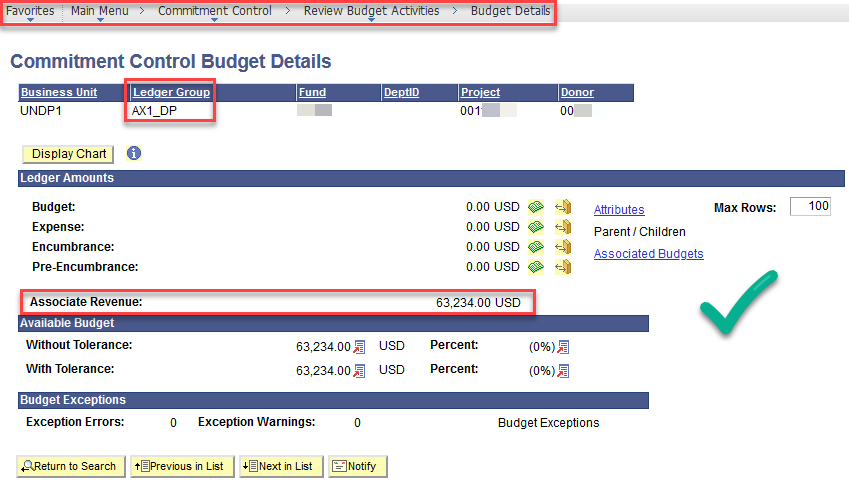 Favorites Main Menu > Commitment Control > Review Budget Activities > Budget Details
Commitment Control Budget Details
Business Unit Ledger Group Fund DeptID Project Donor
UNDP1 AX1_DP 001 00
Display Chart i
Ledger Amounts
Budget: 0.00 USD Attributes Max Rows: 100
Expense: 0.00 USD Parent / Children
Encumbrance: 0.00 USD Associated Budgets
Pre-Encumbrance: 0.00 USD
Associate Revenue: 63,234.00 USD
Available Budget
Without Tolerance: 63,234.00 USD Percent: (0%)
With Tolerance: 63,234.00 USD Percent: (0%)
Budget Exceptions
Exception Errors: 0 Exception Warnings: 0 Budget Exceptions
Return to Search Previous in List Next in List Notify